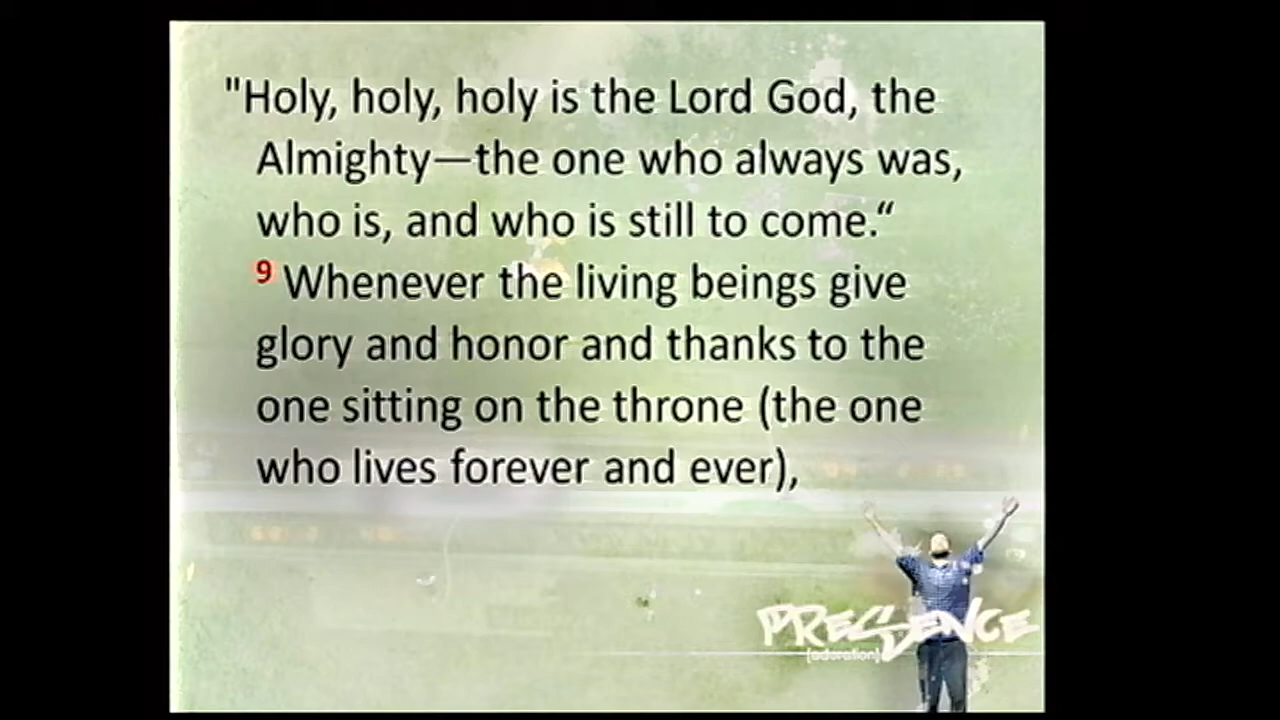 "Holy, holy, holy is the Lord God, the
Almighty—the one who always was,
who is, and who is still to come.“
9 Whenever the living beings give
glory and honor and thanks to the
one sitting on the throne (the one
who lives forever and ever),
PRESENCE
(adoration)